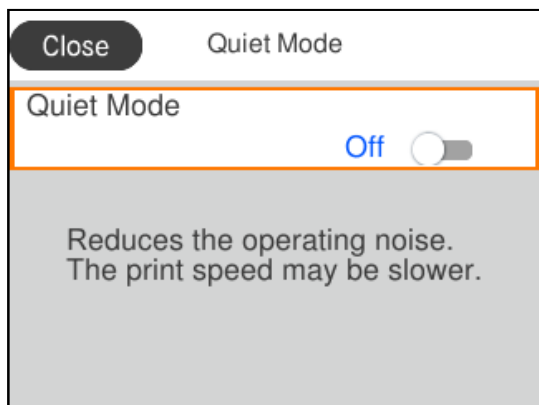 Close Quiet Mode
Quiet Mode
Off
Reduces the operating noise.
The print speed may be slower.